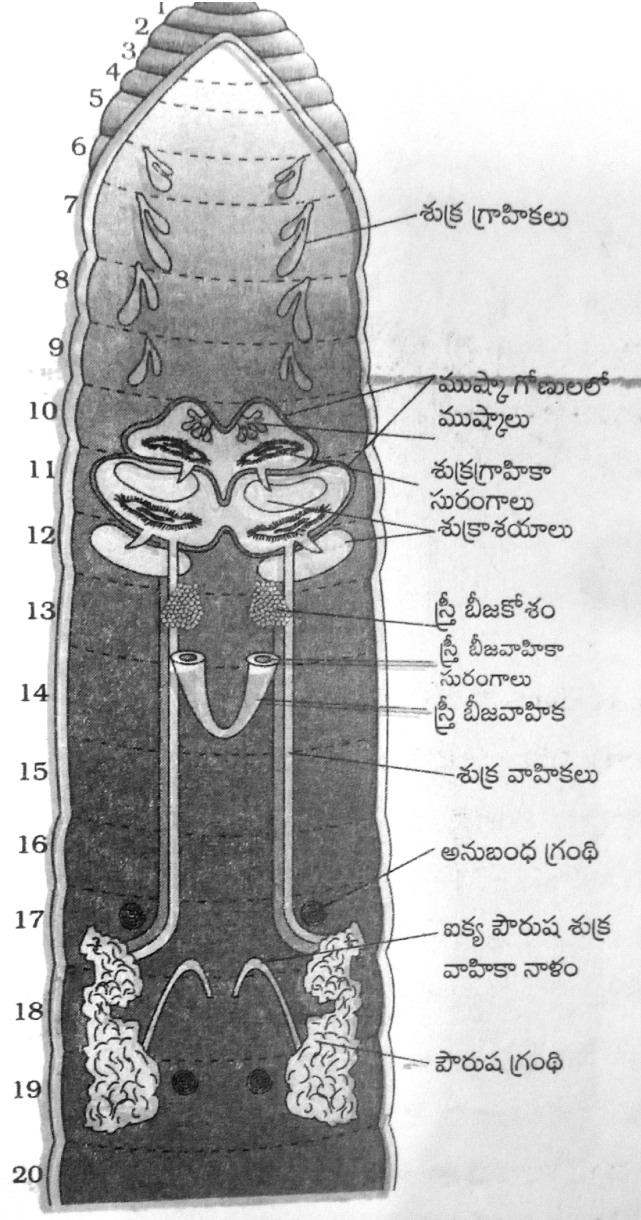 1
2
3
4
5
6
7
శుక్ర గ్రాహికలు
8
9
ముష్కా గోణులలో
10
ముష్కాలు
11
శుక్రగ్రాహికా
సురంగాలు
12
శుక్రాశయాలు
13
స్త్రీ బీజకోశం
స్త్రీ బీజవాహికా
సురంగాలు
14
స్త్రీ బీజవాహిక
15
శుక్ర వాహికలు
16
అనుబంధ గ్రంథి
17
ఐక్య పౌరుష శుక్ర
వాహికా నాళం
18
పౌరుష గ్రంథి
19
20